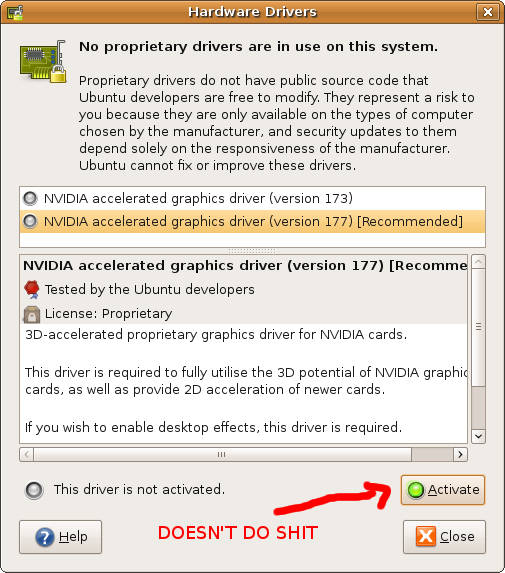 Hardware Drivers
No proprietary drivers are in use on this system.
Proprietary drivers do not have public source code that
Ubuntu developers are free to modify. They represent a risk to
you because they are only available on the types of computer
chosen by the manufacturer, and security updates to them
depend solely on the responsiveness of the manufacturer.
Ubuntu cannot fix or improve these drivers.
NVIDIA accelerated graphics driver (version 173)
NVIDIA accelerated graphics driver (version 177) [Recommended]
NVIDIA accelerated graphics driver (version 177) [Recomme
Tested by the Ubuntu developers
License: Proprietary
3D-accelerated proprietary graphics driver for NVIDIA cards.
This driver is required to fully utilise the 3D potential of NVIDIA graphic
cards, as well as provide 2D acceleration of newer cards.
If you wish to enable desktop effects, this driver is required.
This driver is not activated.
Activate
DOESN'T DO SHIT
Help
Close